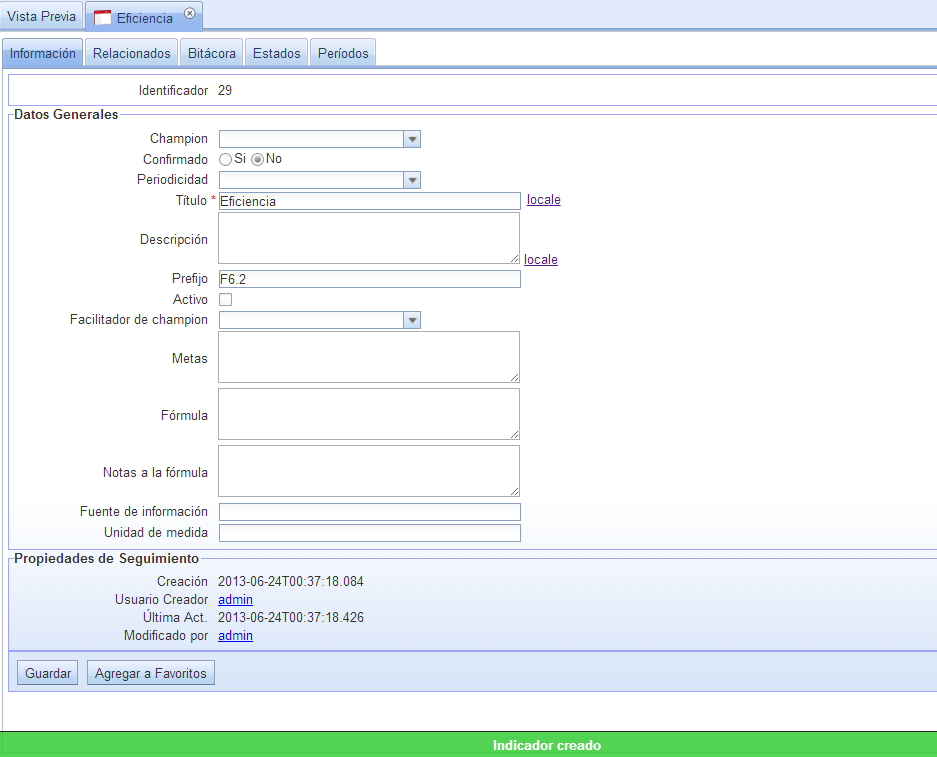 Vista Previa Eficiencia
Información Relacionados Bitácora Estados Períodos
Identificador 29
Datos Generales
Champion
Confirmado Si No
Periodicidad
Título * Eficiencia locale
Descripción
locale
Prefijo F6.2
Activo
Facilitador de champion
Metas
Fórmula
Notas a la fórmula
Fuente de información
Unidad de medida
Propiedades de Seguimiento
Creación 2013-06-24T00:37:18.084
Usuario Creador admin
Última Act. 2013-06-24T00:37:18.426
Modificado por admin
Guardar Agregar a Favoritos
Indicador creado